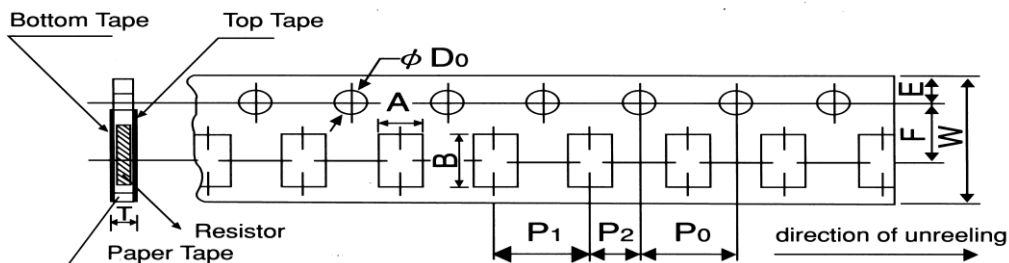 Bottom Tape
Top Tape
ϕ D0
A
B
E
F
W
T
Resistor
Paper Tape
P1
P2
P0
direction of unreeling